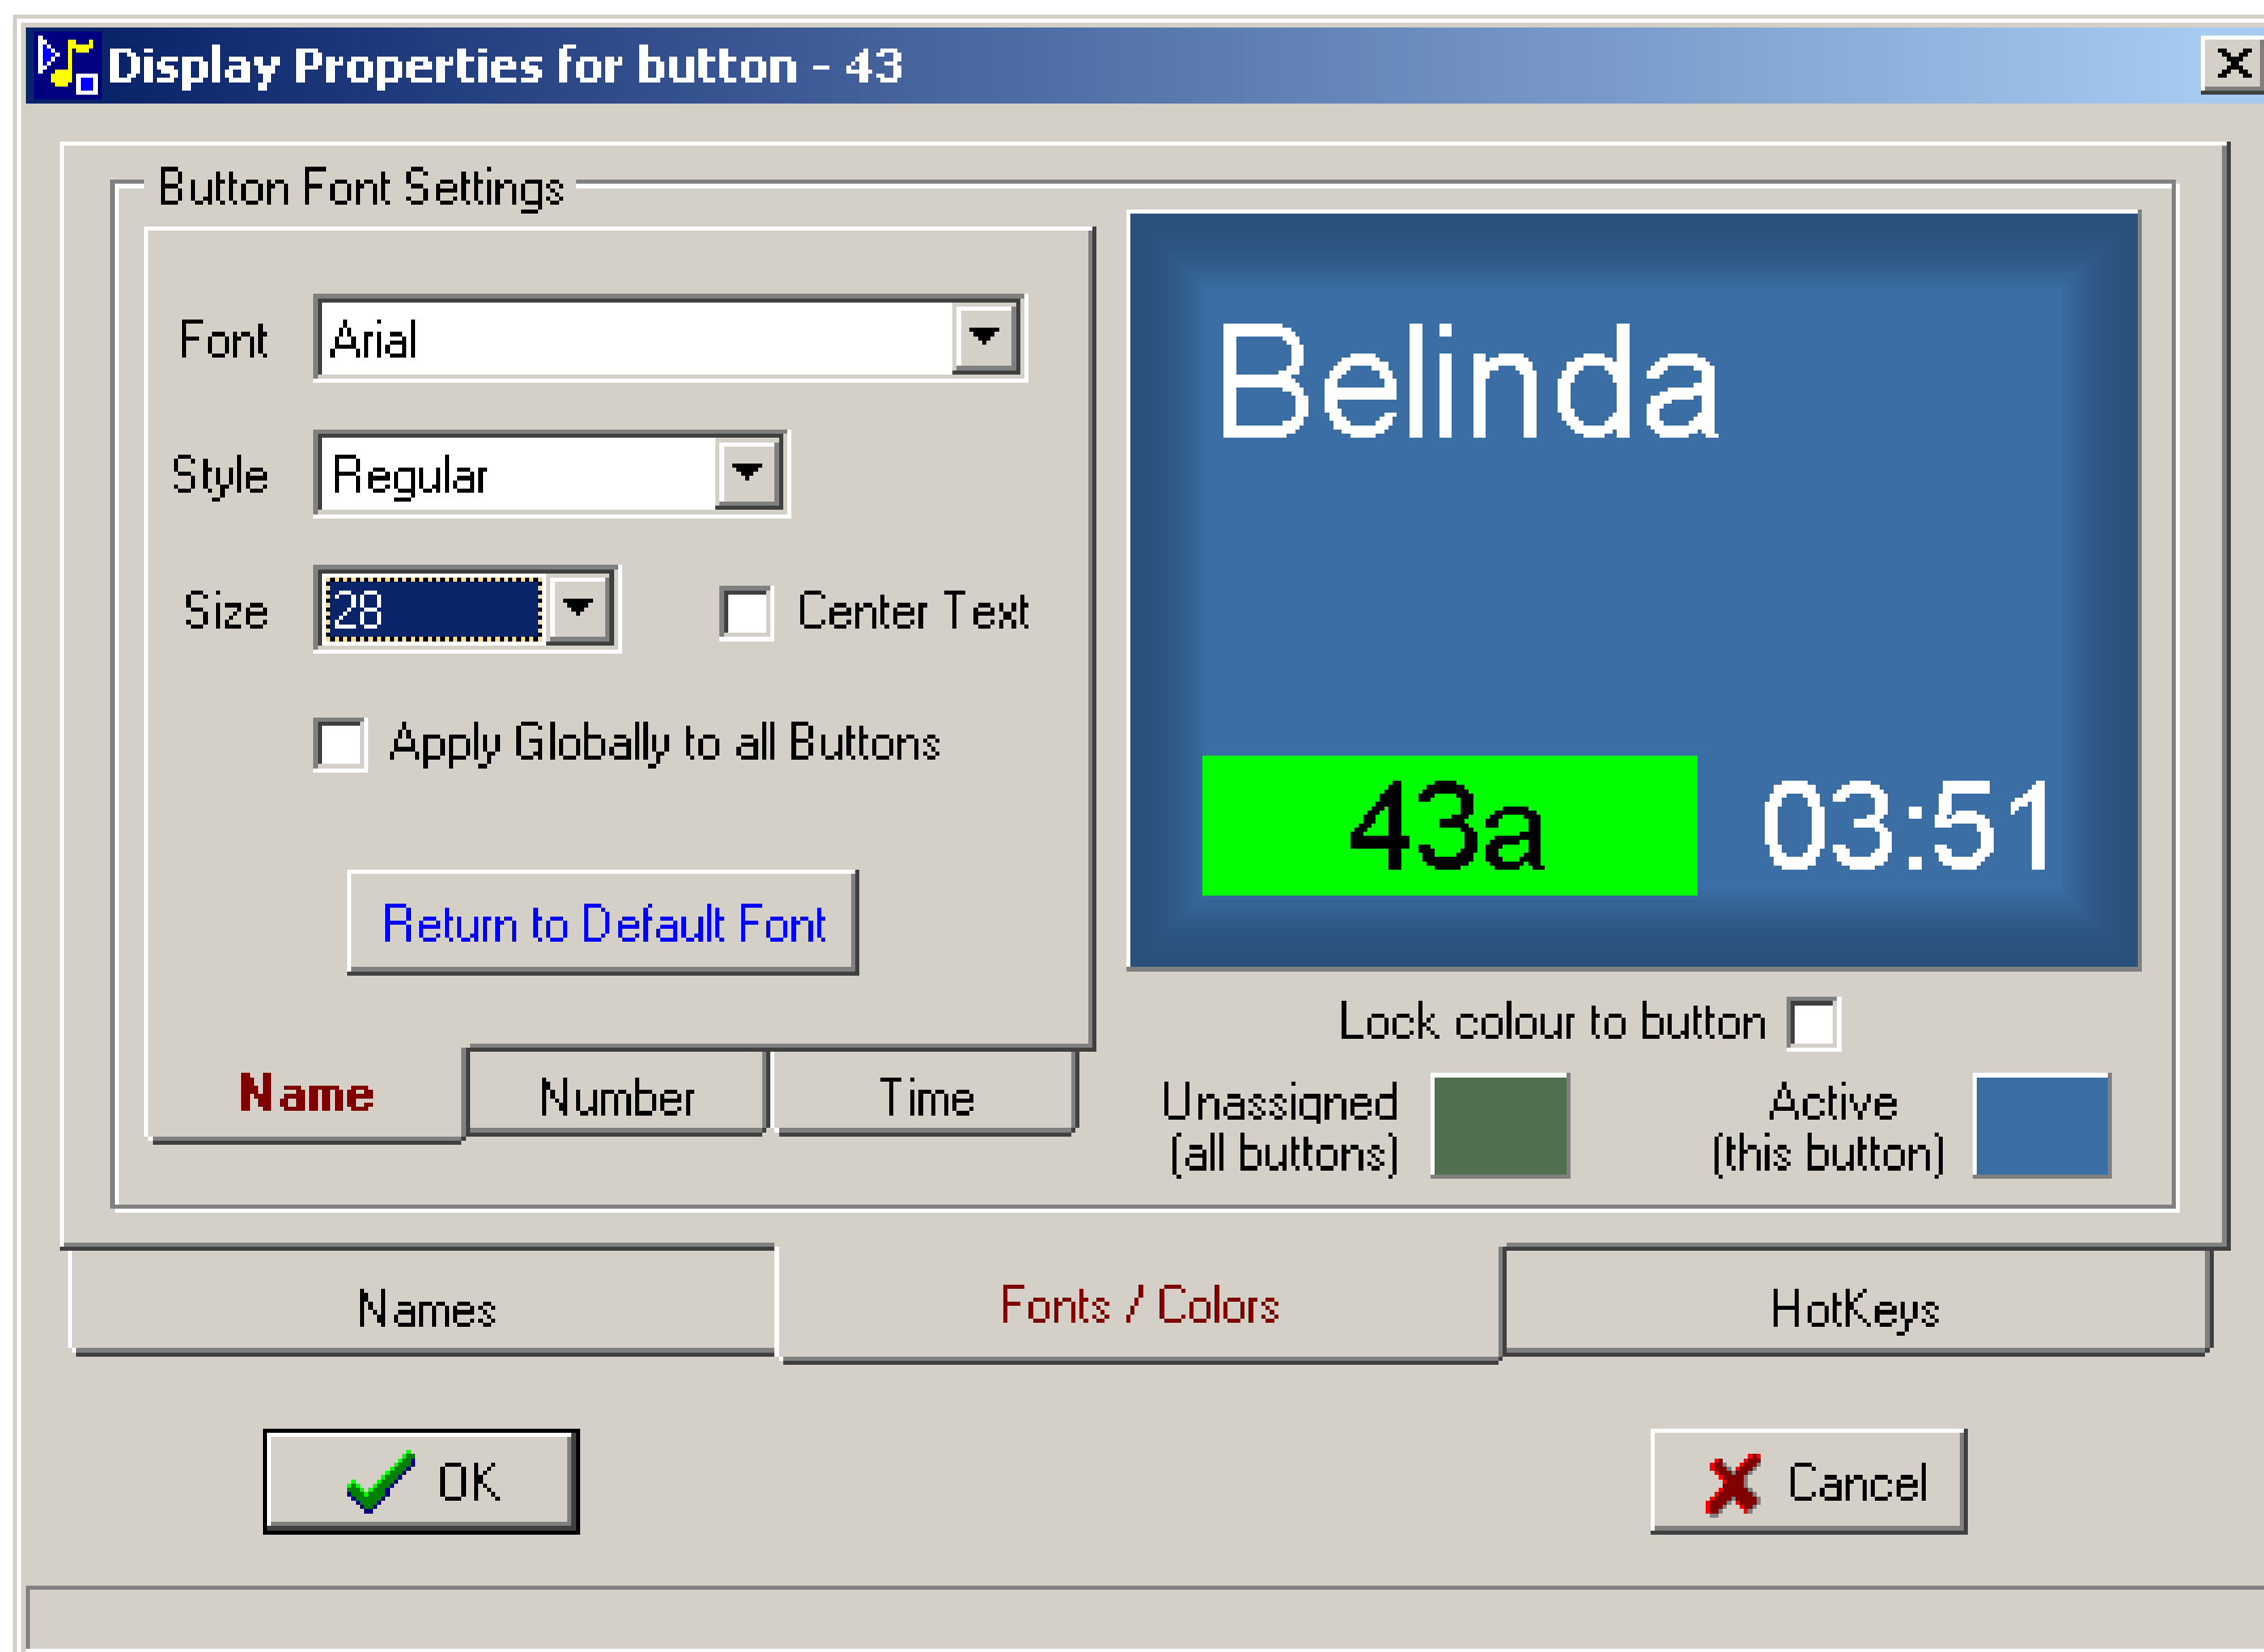 Display Properties for button - 43
Button Font Settings
Font Arial
Style Regular
Size 28 Center Text
Apply Globally to all Buttons
Return to Default Font
Name Number Time
Belinda
43a 03:51
Lock colour to button
Unassigned
(all buttons)
Active
(this button)
Names Fonts / Colors HotKeys
OK Cancel